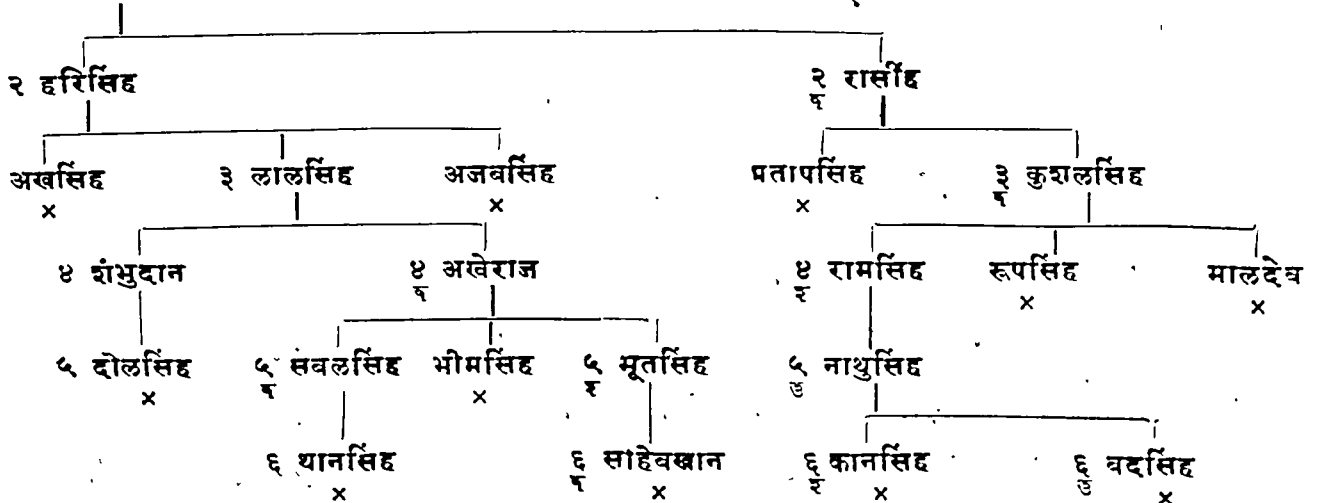 २ हरिसिंह २ रासींह
अखसिंह ३ लालसिंह अजबसिंह प्रतापसिंह ३ कुशलसिंह
× × ×
४ शंभुदान ४ अखेराज ४ रामसिंह रूपसिंह मालदेव
× ×
५ दोलसिंह ५ सबलसिंह भीमसिंह ५ भूतसिंह ५ नाथुसिंह
× ×
६ थानसिंह ६ साहेबखान ६ कानसिंह ६ बदसिंह
× × × ×